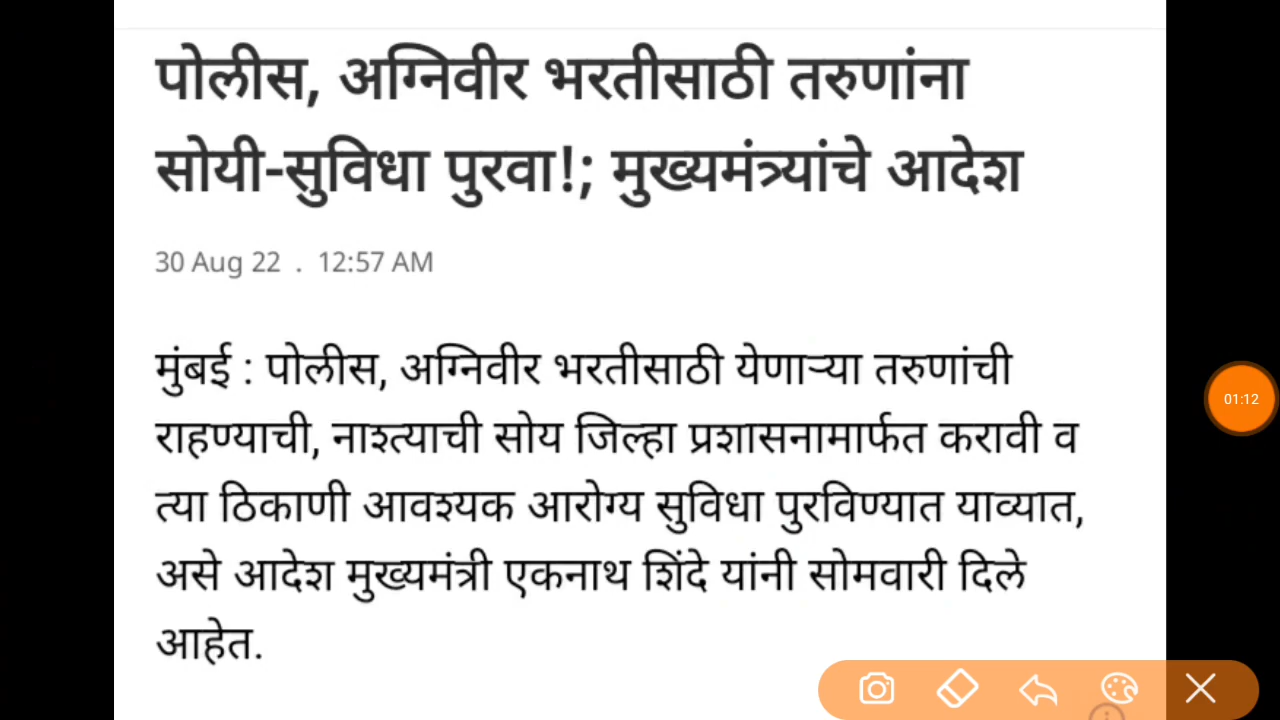 पोलीस, अग्निवीर भरतीसाठी तरुणांना
सोयी-सुविधा पुरवा!; मुख्यमंत्र्यांचे आदेश
30 Aug 22 . 12:57 AM
मुंबई : पोलीस, अग्निवीर भरतीसाठी येणाऱ्या तरुणांची
राहण्याची, नाश्त्याची सोय जिल्हा प्रशासनामार्फत करावी व
त्या ठिकाणी आवश्यक आरोग्य सुविधा पुरविण्यात याव्यात,
असे आदेश मुख्यमंत्री एकनाथ शिंदे यांनी सोमवारी दिले
आहेत.
01:12